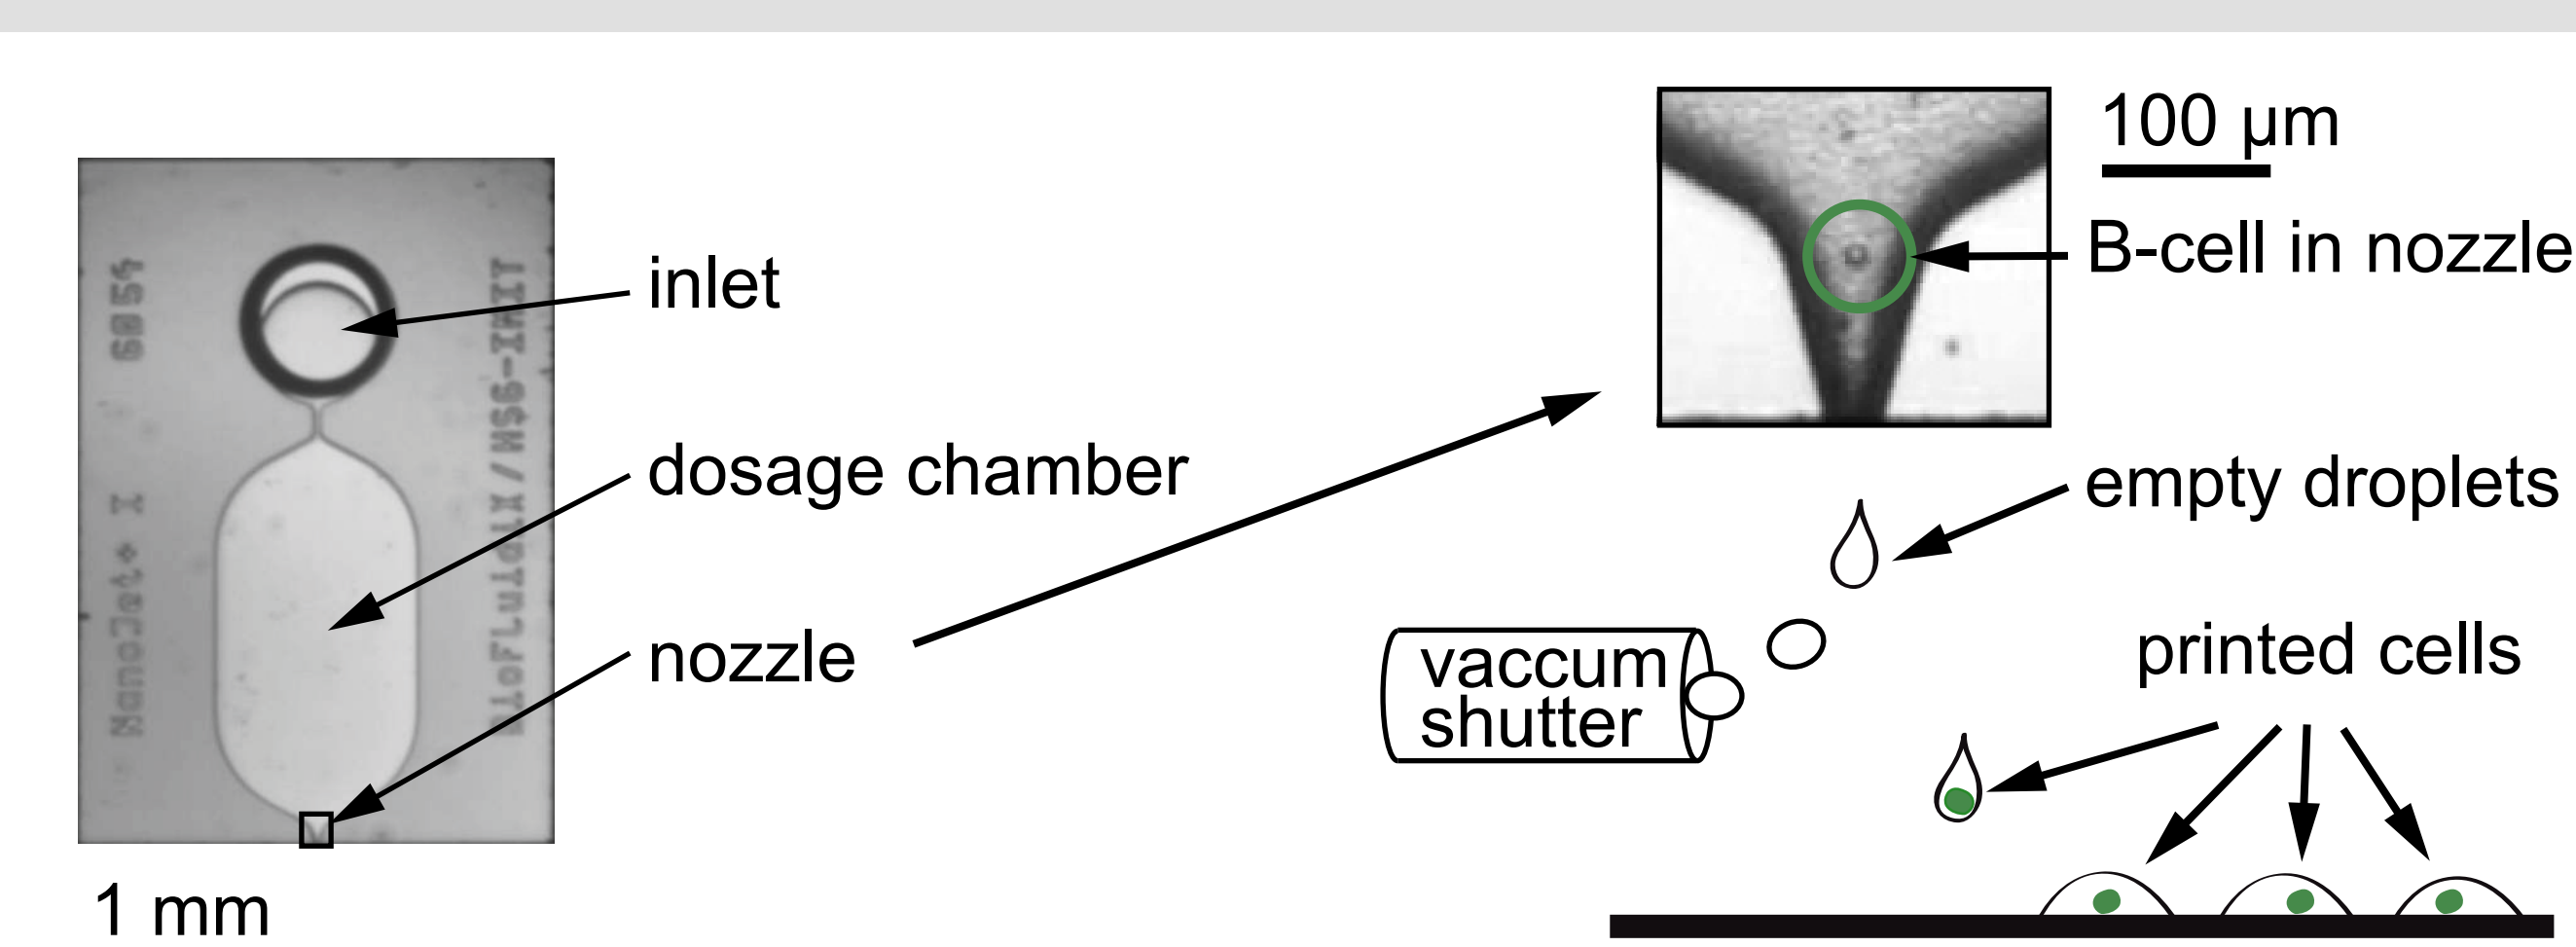 100 µm
inlet
B-cell in nozzle
dosage chamber
empty droplets
nozzle
vaccum
shutter
printed cells
1 mm